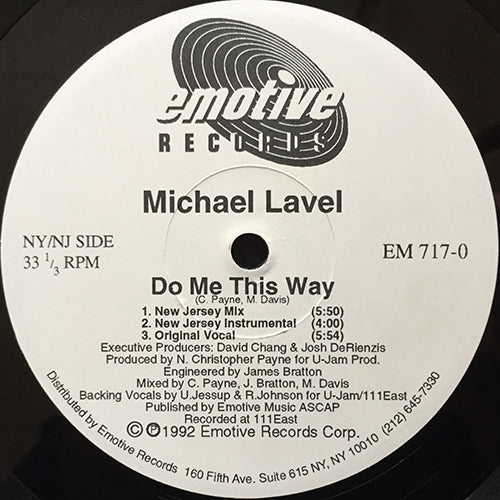 emotive
RECORDS
Michael Lavel
NY/NJ SIDE
33 1/3 RPM
EM 717-0
Do Me This Way
(C. Payne, M. Davis)
1. New Jersey Mix (5:50)
2. New Jersey Instrumental (4:00)
3. Original Vocal (5:54)
Executive Producers: David Chang & Josh DeRienzis
Produced by N. Christopher Payne for U-Jam Prod.
Engineered by James Bratton
Mixed by C. Payne, J. Bratton, M. Davis
Backing Vocals by U.Jessup & R.Johnson for U-Jam/111East
Published by Emotive Music ASCAP
Recorded at 111East
©℗1992 Emotive Records Corp.
Distributed by Emotive Records 160 Fifth Ave. Suite 615 NY, NY 10010 (212) 645-7330